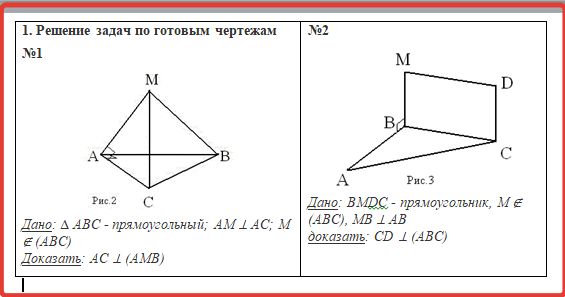 1. Решение задач по готовым чертежам
№1
M
A
B
C
Рис.2
Дано: Δ ABC - прямоугольный; AM ⊥ AC; M
∉ (ABC)
Доказать: AC ⊥ (AMB)
№2
M
D
B
C
A
Рис.3
Дано: BMDC - прямоугольник, M ∉
(ABC), MB ⊥ AB
доказать: CD ⊥ (ABC)